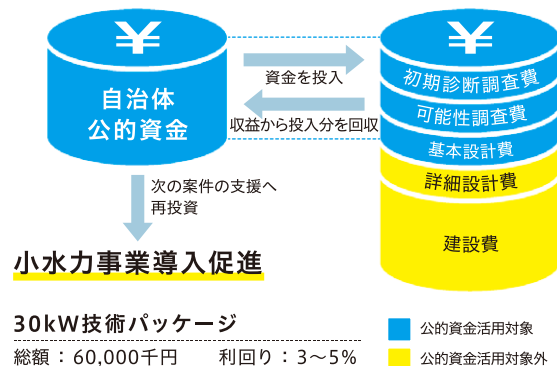 ¥
自治体
公的資金
資金を投入
収益から投入分を回収
¥
初期診断調査費
可能性調査費
基本設計費
詳細設計費
建設費
次の案件の支援へ
再投資
小水力事業導入促進
30kW技術パッケージ
総額：60,000千円　利回り：3〜5%
公的資金活用対象
公的資金活用対象外